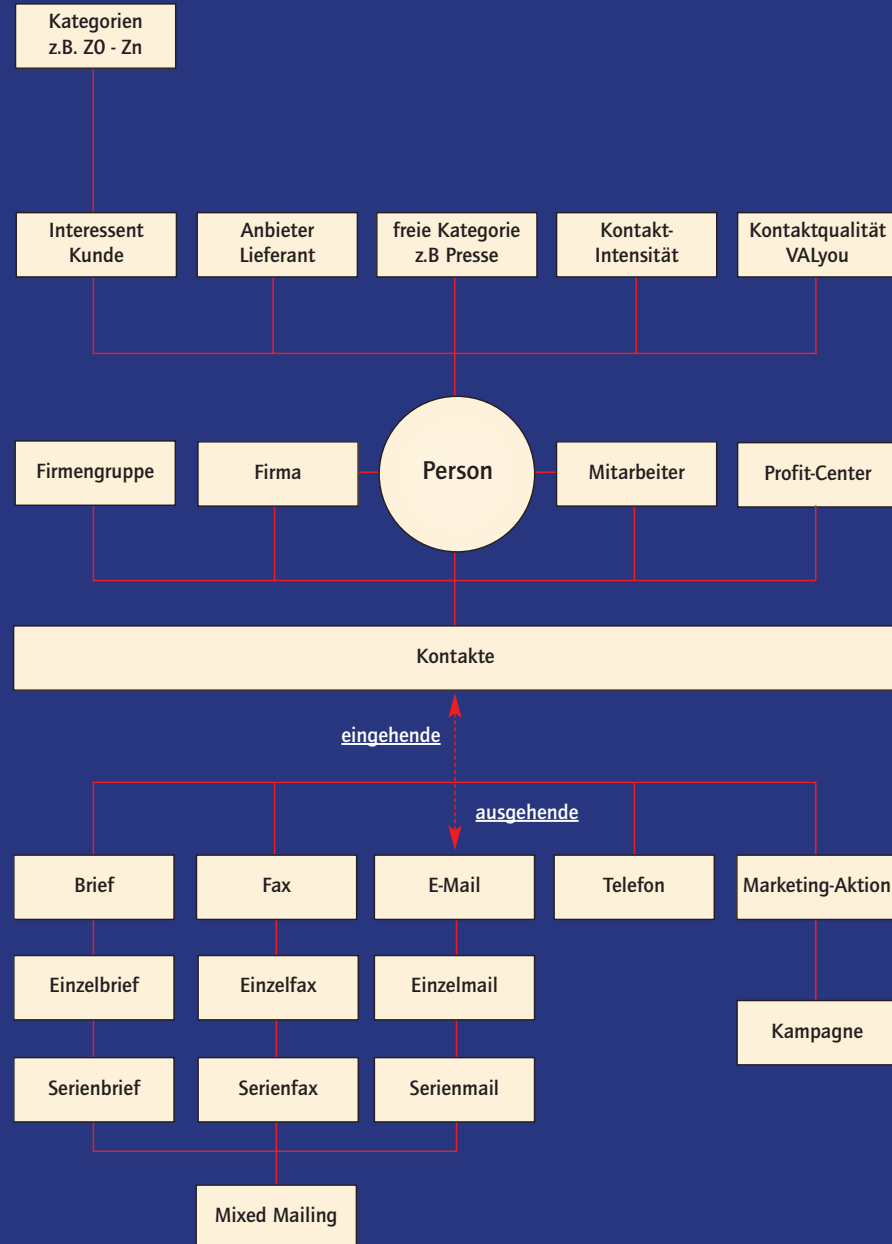 Kategorien
z.B. Z0 - Zn
Interessent
Kunde
Anbieter
Lieferant
freie Kategorie
z.B Presse
Kontakt-
Intensität
Kontaktqualität
VALyou
Firmengruppe
Firma
Person
Mitarbeiter
Profit-Center
Kontakte
eingehende
ausgehende
Brief
Fax
E-Mail
Telefon
Marketing-Aktion
Einzelbrief
Einzelfax
Einzelmail
Kampagne
Serienbrief
Serienfax
Serienmail
Mixed Mailing